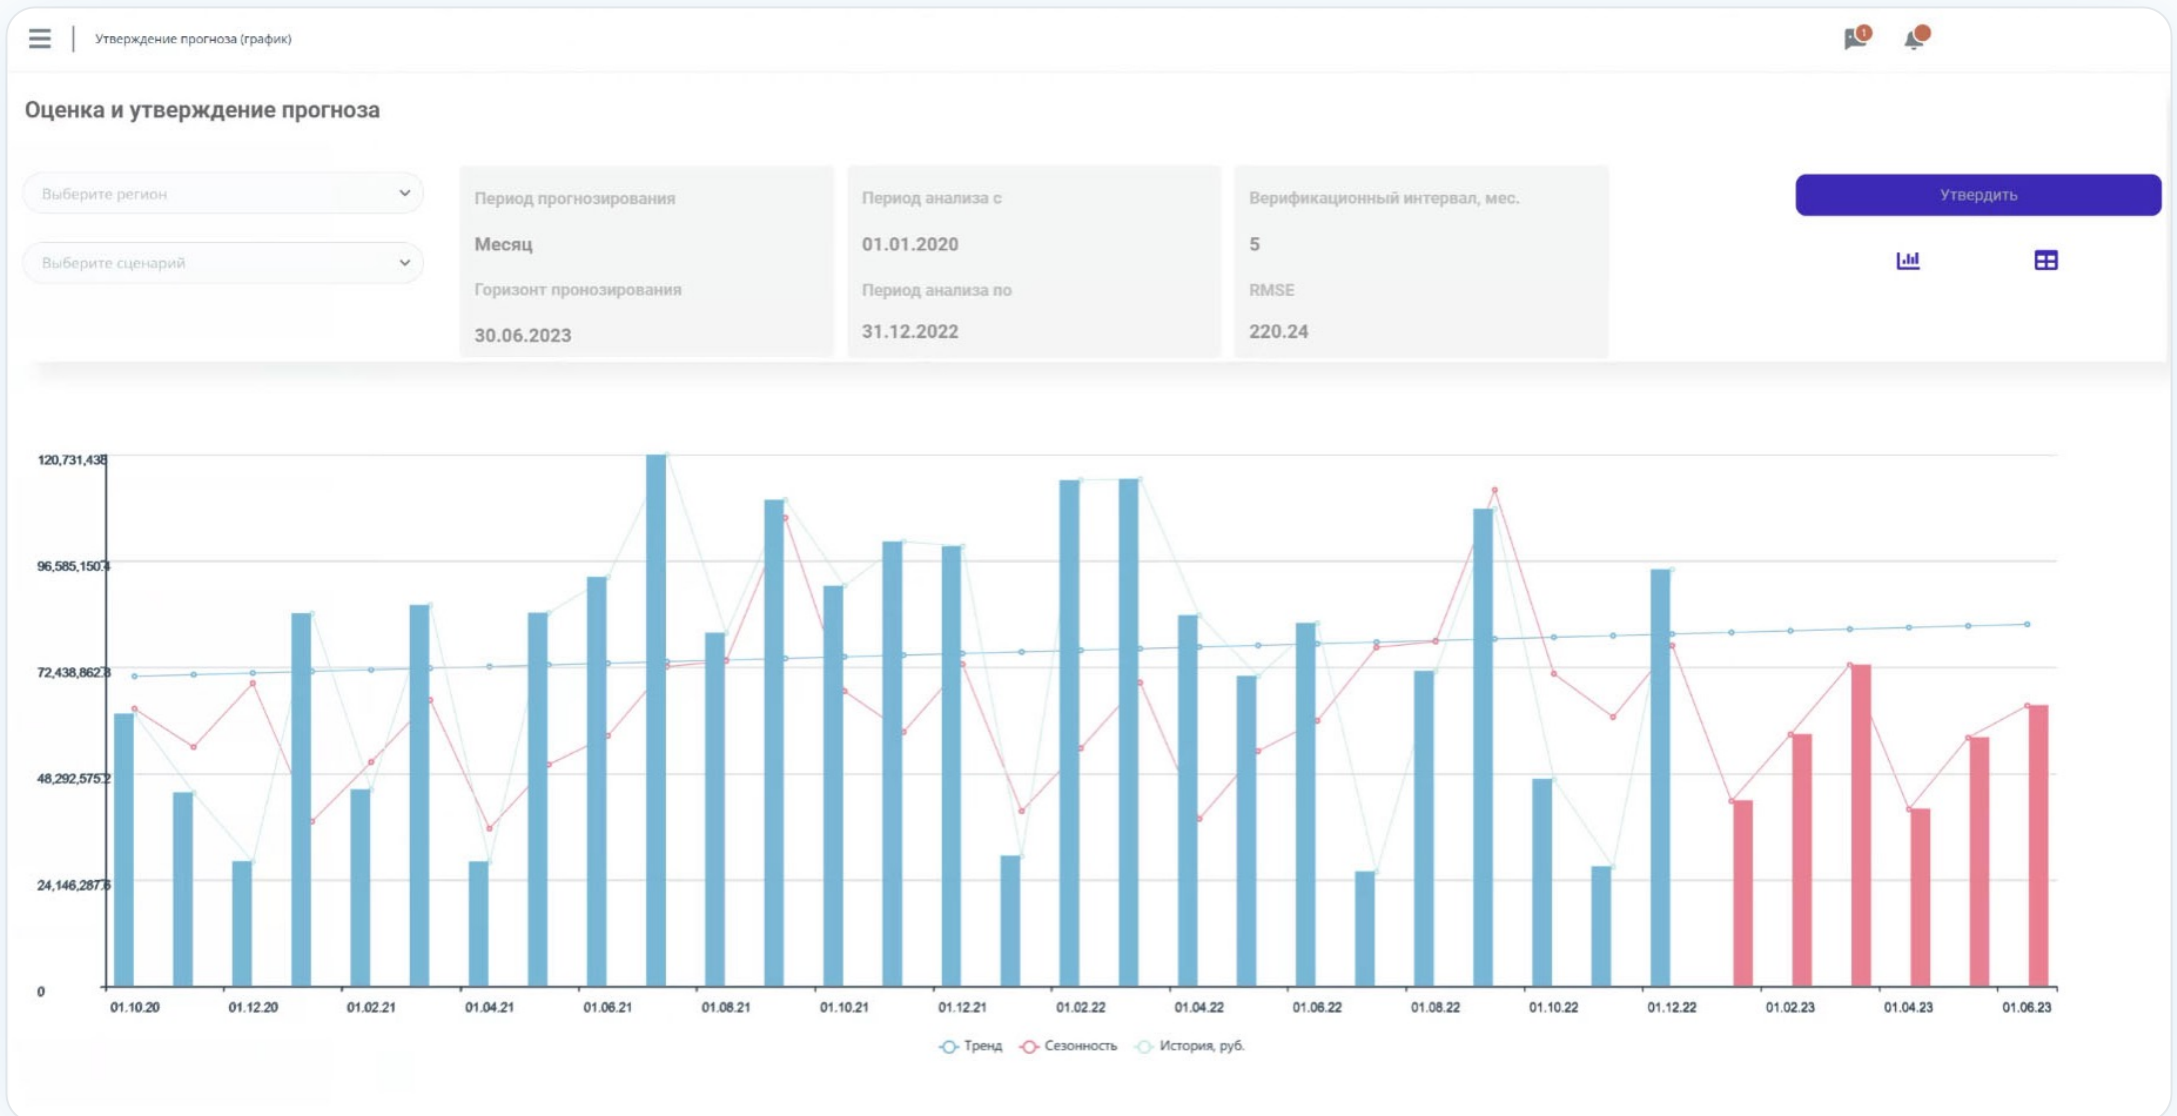 Утверждение прогноза (график)
1
Оценка и утверждение прогноза
Выберите регион
Выберите сценарий
Период прогнозирования
Месяц
Горизонт пронозирования
30.06.2023
Период анализа с
01.01.2020
Период анализа по
31.12.2022
Верификационный интервал, мес.
5
RMSE
220.24
Утвердить
120,731,438
96,585,150.4
72,438,862.8
48,292,575.2
24,146,287.6
0
01.10.20 01.12.20 01.02.21 01.04.21 01.06.21 01.08.21 01.10.21 01.12.21 01.02.22 01.04.22 01.06.22 01.08.22 01.10.22 01.12.22 01.02.23 01.04.23 01.06.23
Тренд Сезонность История, руб.